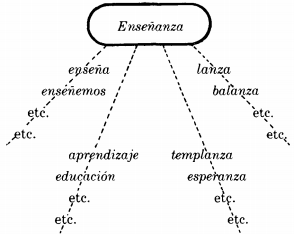 Enseñanza
enseña
enseñemos
etc.
etc.
lanza
balanza
etc.
etc.
aprendizaje
educación
etc.
etc.
templanza
esperanza
etc.
etc.